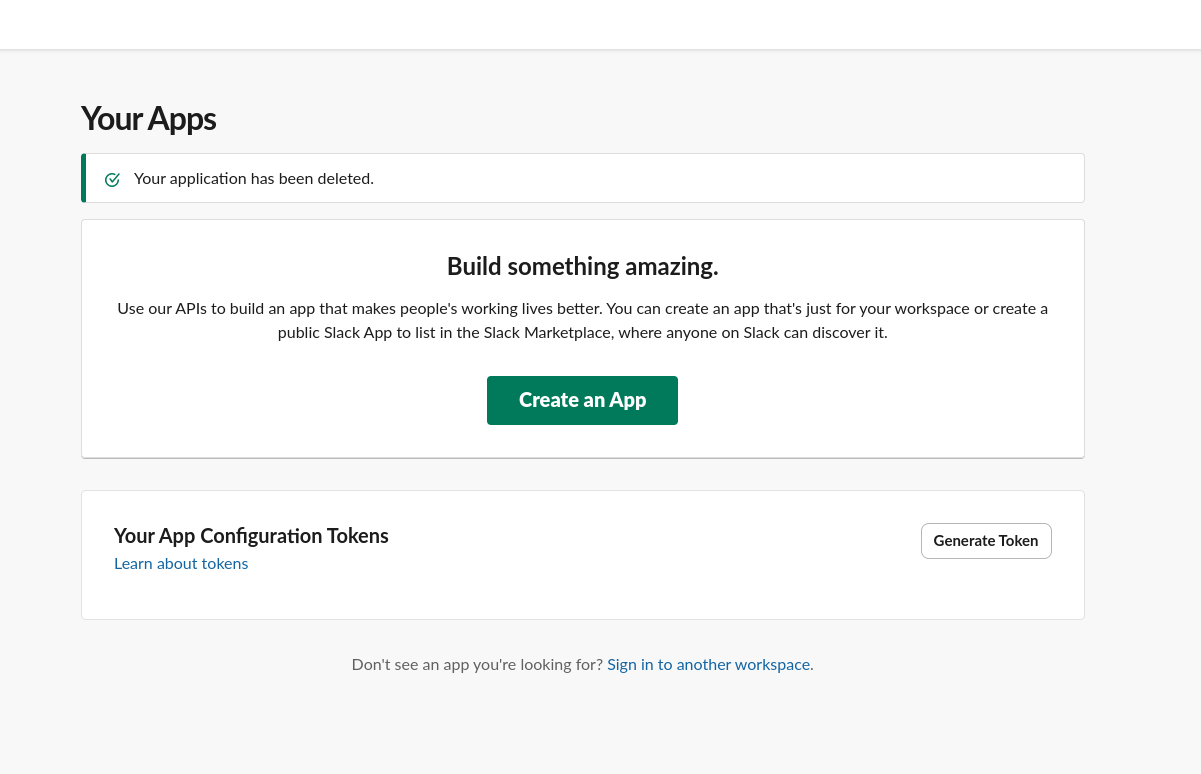 Your Apps
Your application has been deleted.
Build something amazing.
Use our APIs to build an app that makes people's working lives better. You can create an app that's just for your workspace or create a
public Slack App to list in the Slack Marketplace, where anyone on Slack can discover it.
Create an App
Your App Configuration Tokens
Generate Token
Learn about tokens
Don't see an app you're looking for? Sign in to another workspace.